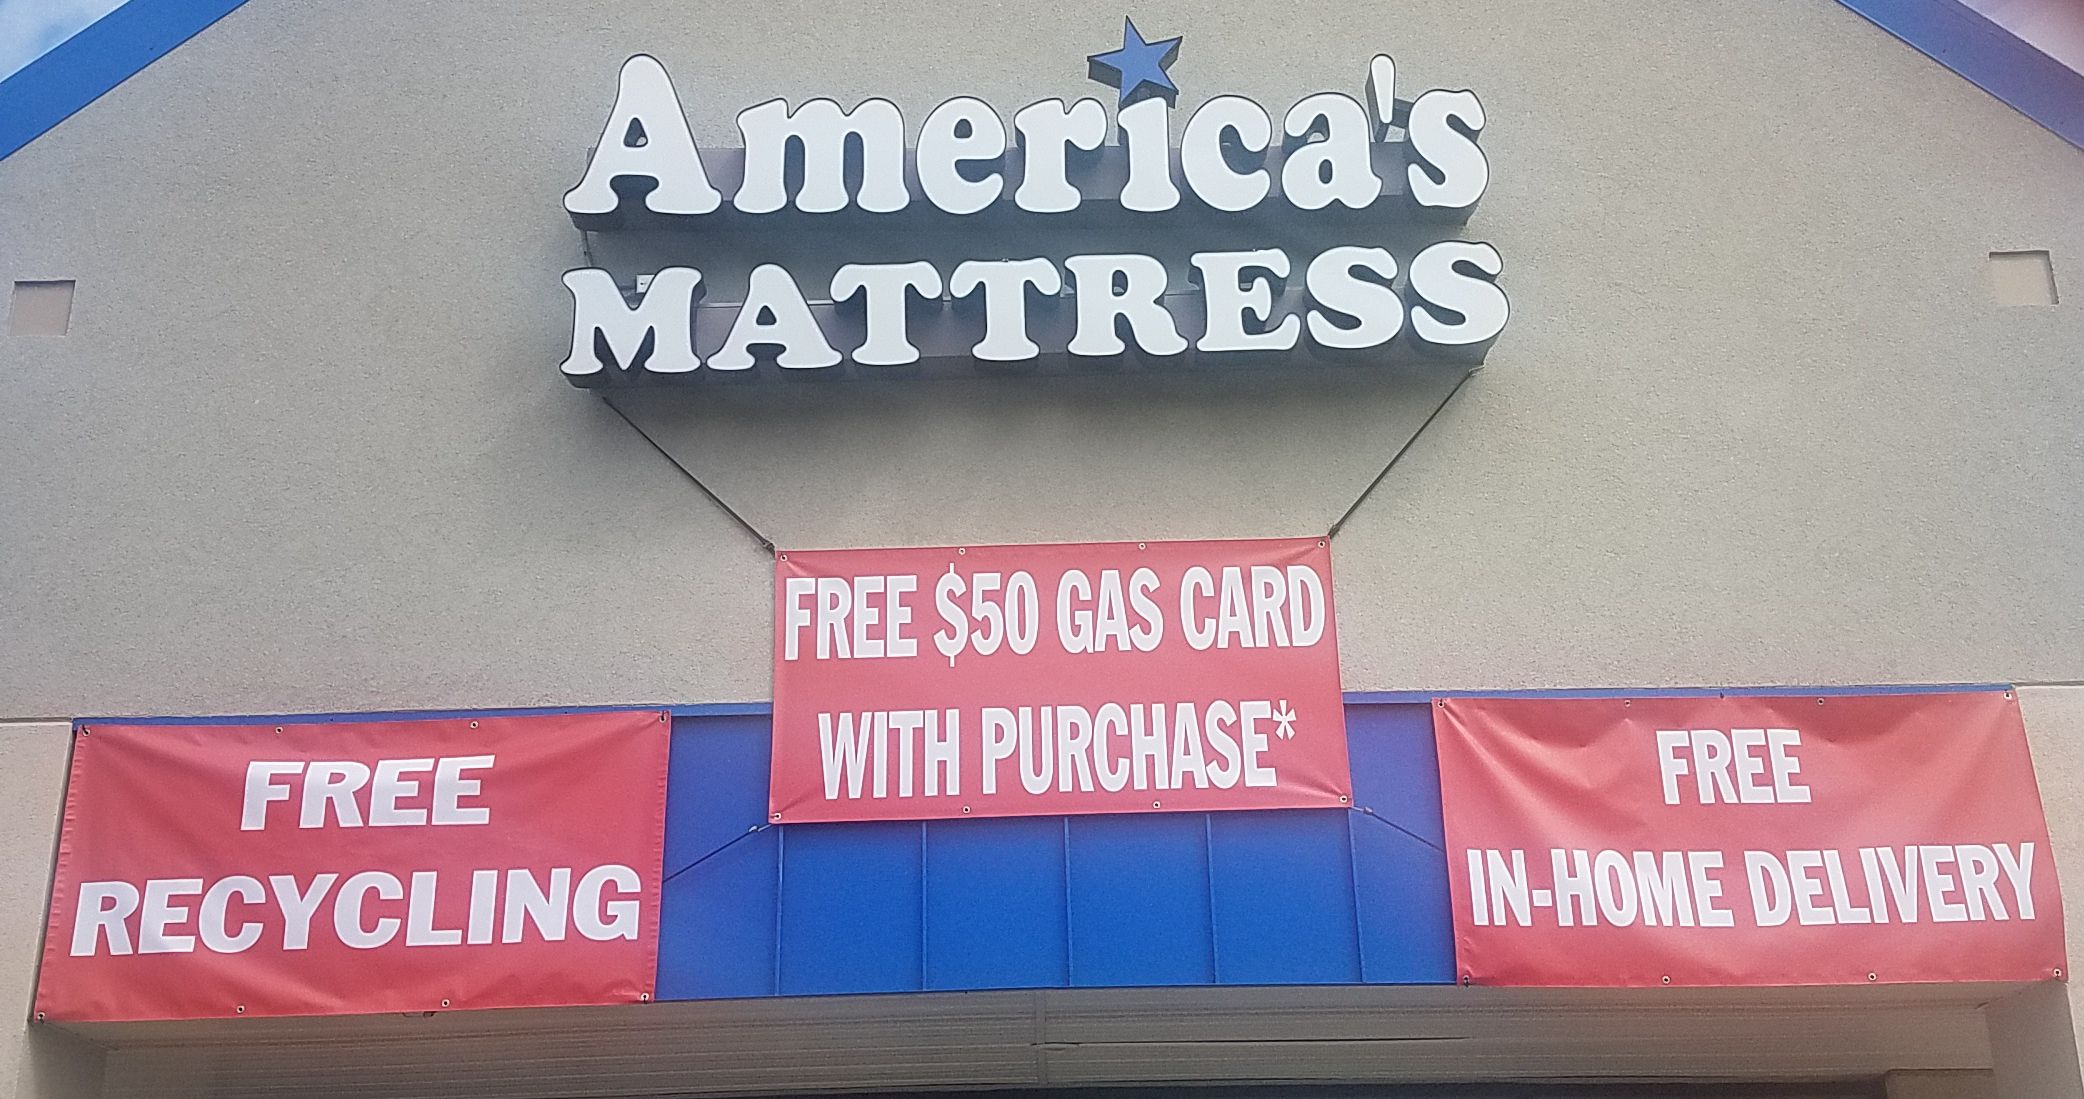 America's
MATTRESS
FREE $50 GAS CARD
WITH PURCHASE*
FREE
RECYCLING
FREE
IN-HOME DELIVERY